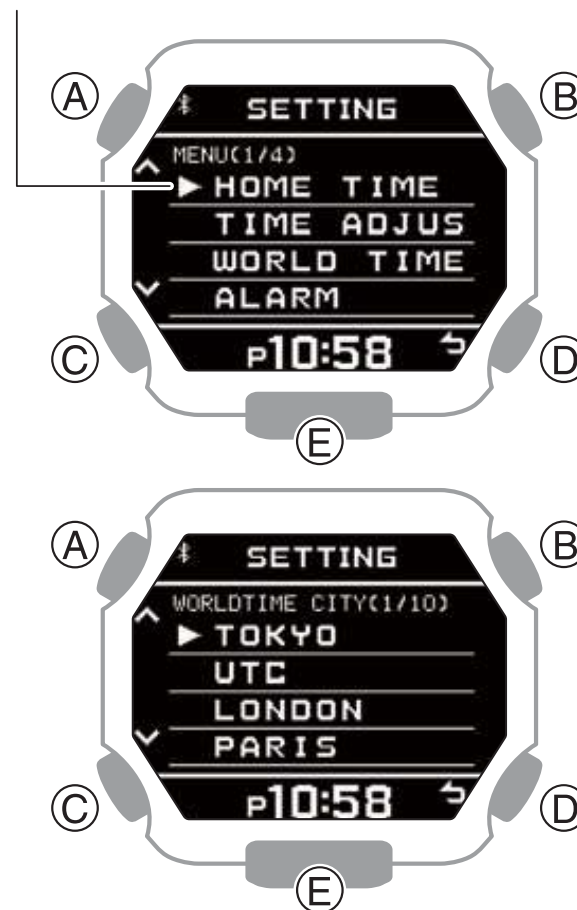 A
B
SETTING
MENU(1/4)
HOME TIME
TIME ADJUS
WORLD TIME
ALARM
P10:58
C
D
E
A
B
SETTING
WORLDTIME CITY(1/10)
TOKYO
UTC
LONDON
PARIS
P10:58
C
D
E